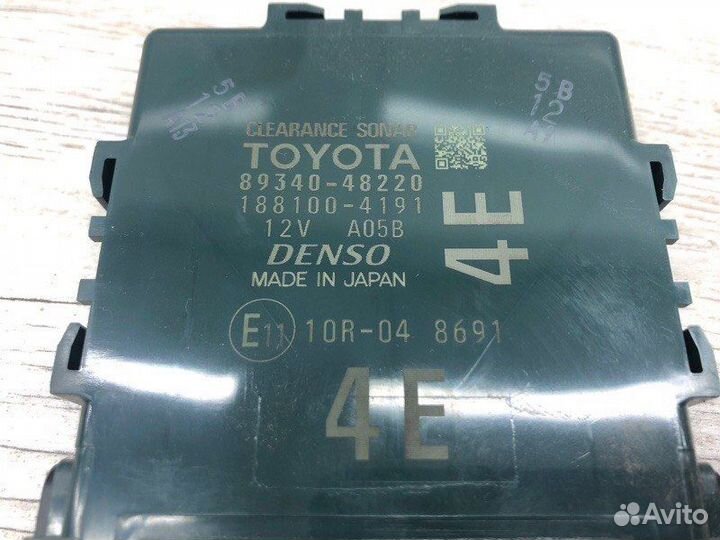 CLEARANCE SONAR
TOYOTA
89340-48220
188100-4191
12V A05B
DENSO
MADE IN JAPAN
E11 10R-04 8691
4E
4E
5B
12
Avito